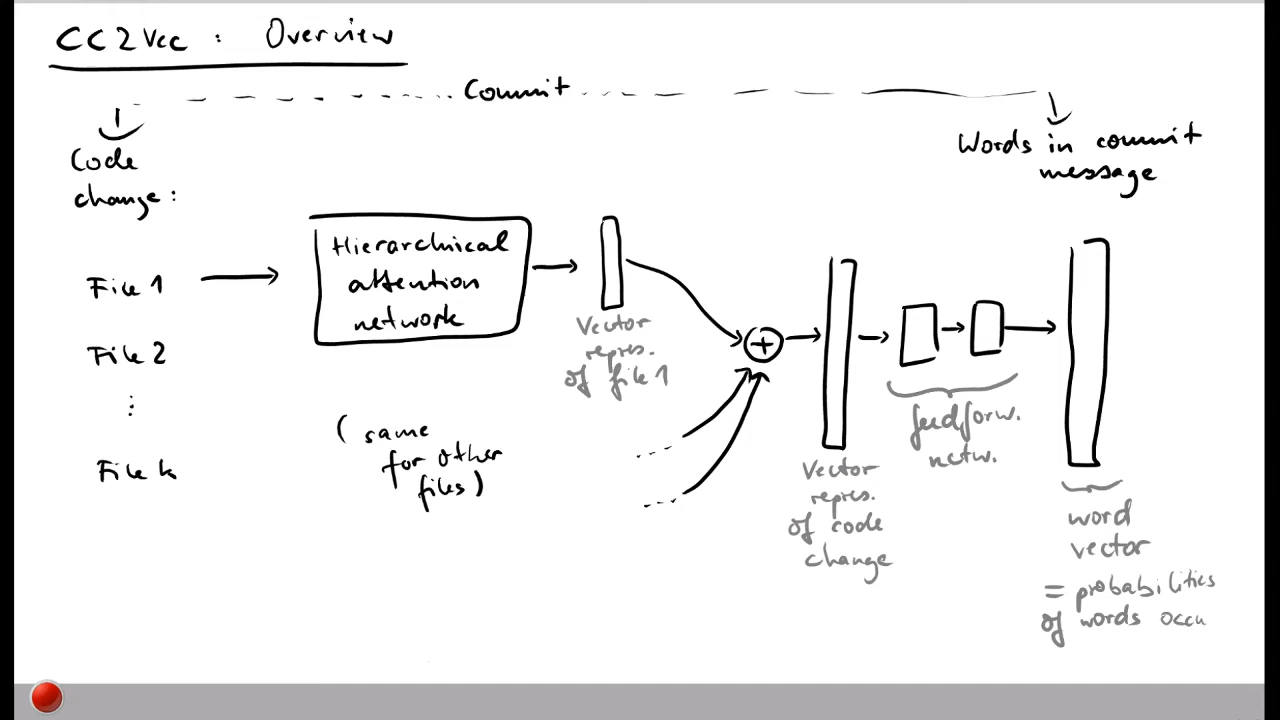 CC2Vec : Overview
Commit
Code
change :
Words in commit
message
File 1
File 2
⋮
File k
Hierarchical
attention
network
(same
for other
files)
Vector
repres.
of file 1
+
Vector
repres.
of code
change
feedforw.
netw.
word
vector
= probabilities
of words occu